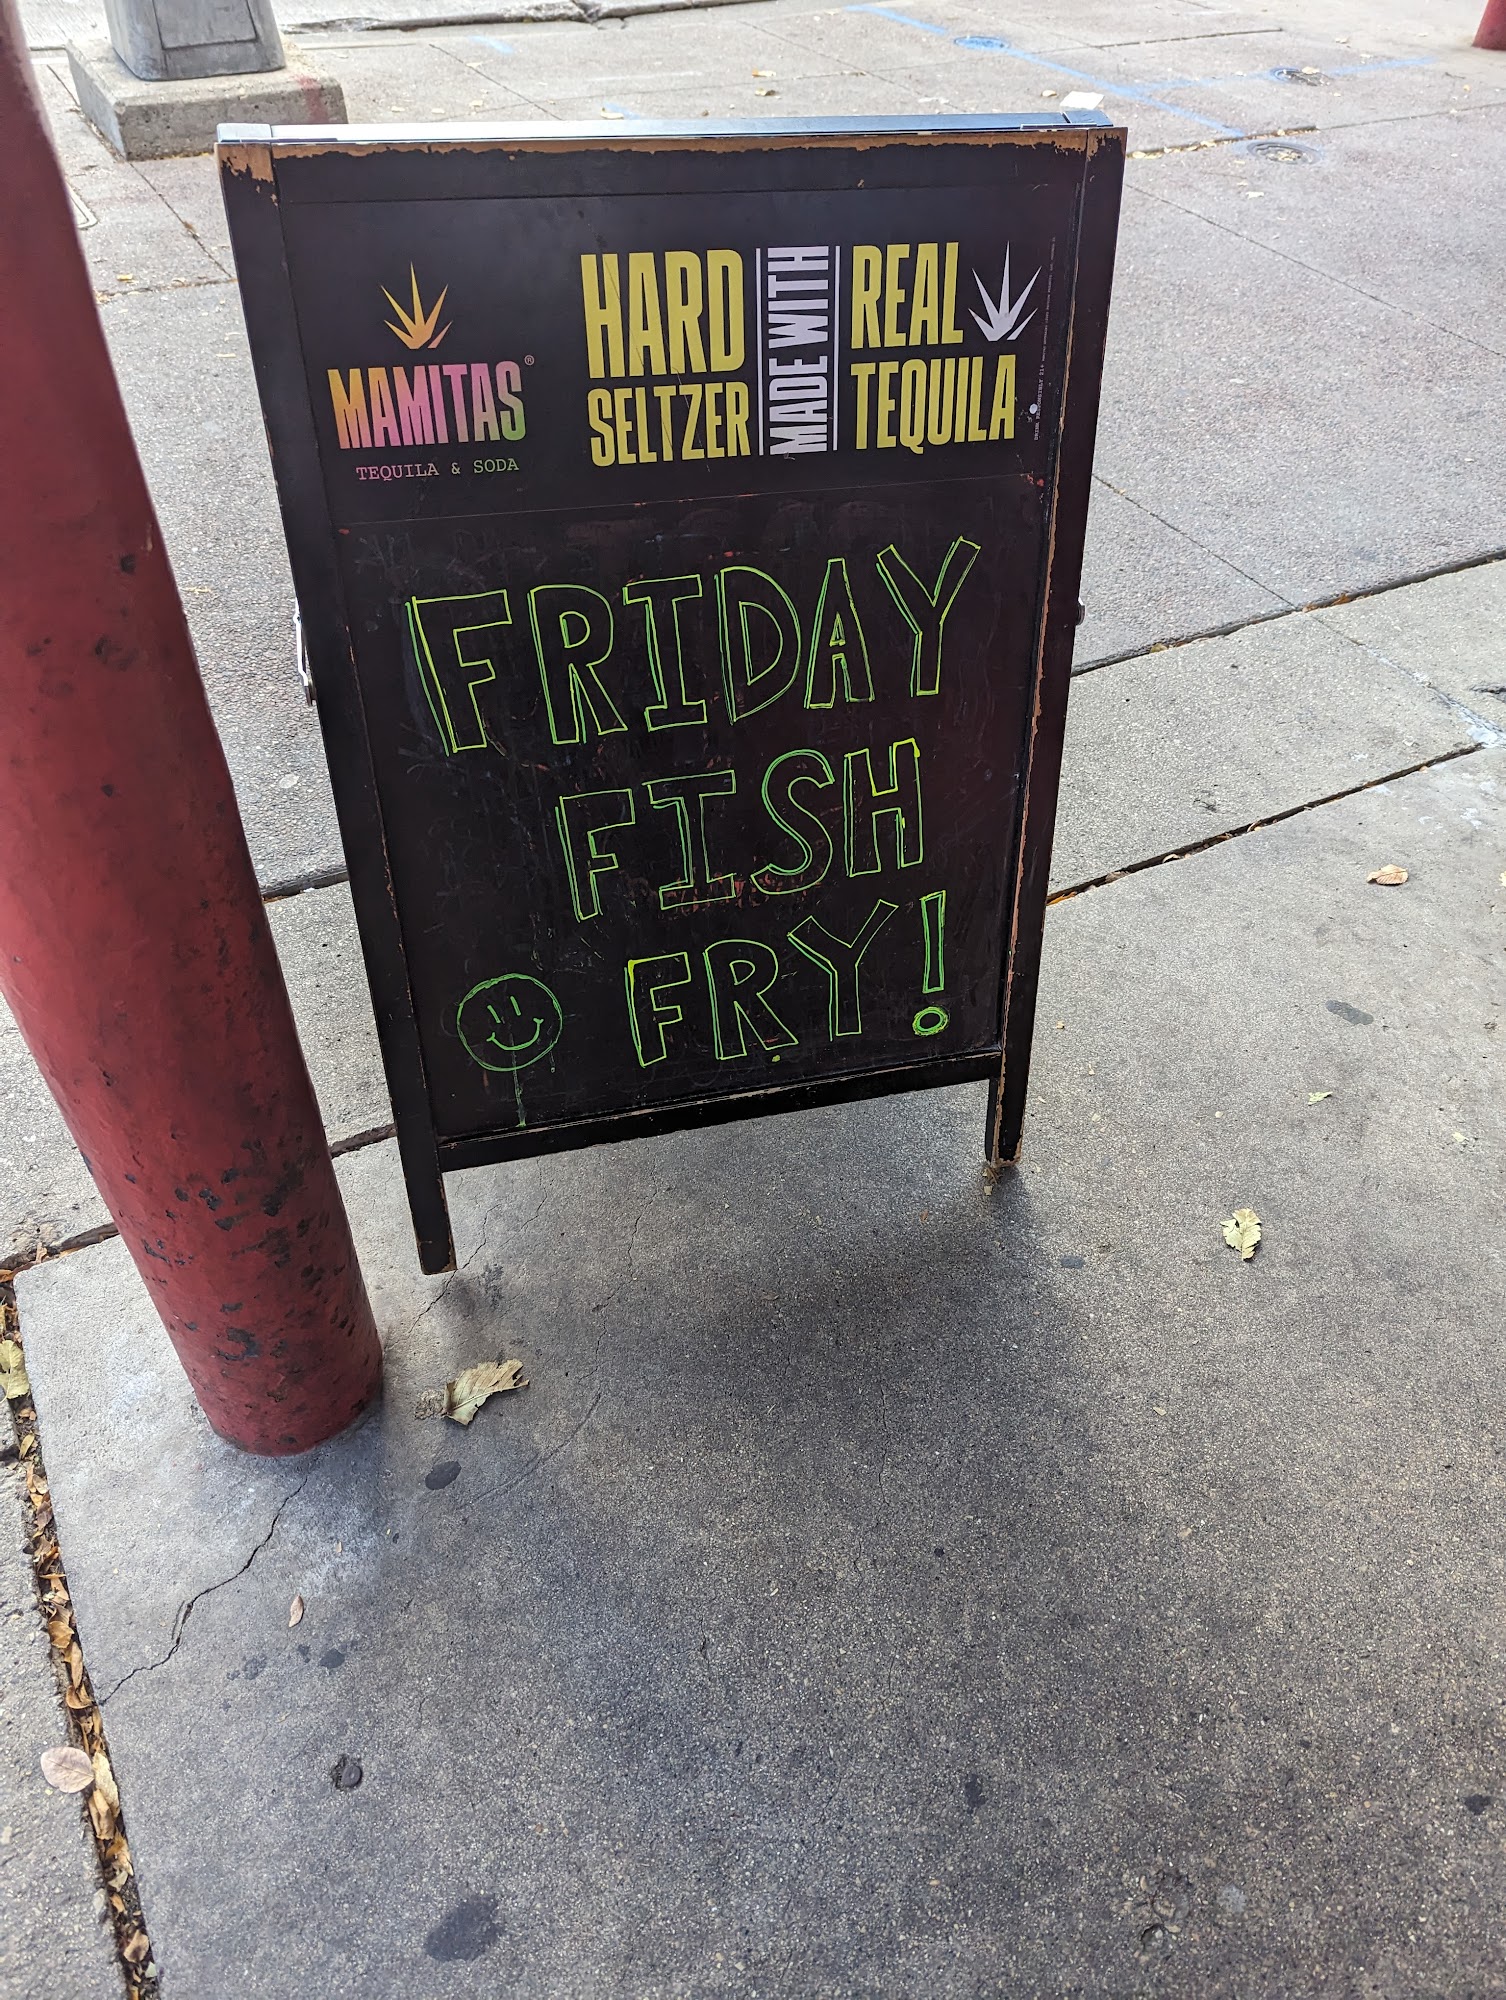 MAMITAS®
TEQUILA & SODA
HARD
SELTZER
MADE WITH
REAL
TEQUILA
FRIDAY
FISH
FRY!